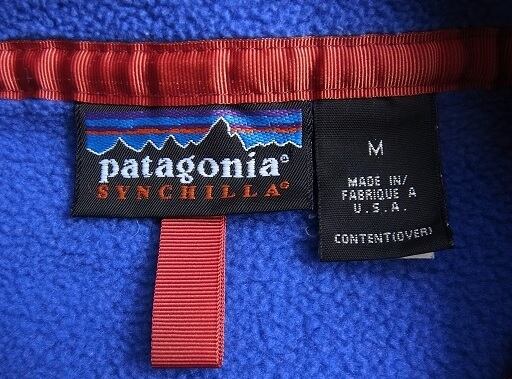 patagonia®
SYNCHILLA®
M
MADE IN/
FABRIQUE A
U.S.A.
CONTENT(OVER)